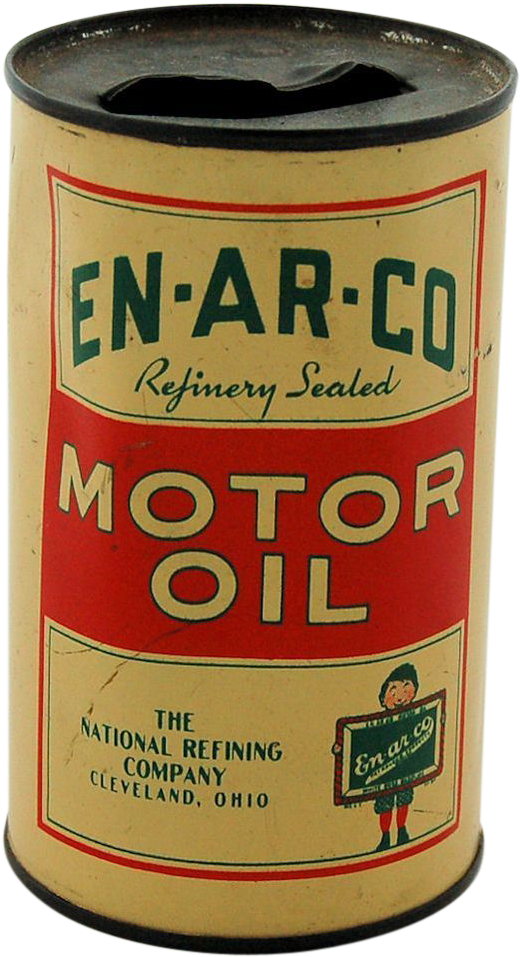 EN·AR·CO
Refinery Sealed
MOTOR
OIL
THE
NATIONAL REFINING
COMPANY
CLEVELAND, OHIO
En-ar-co